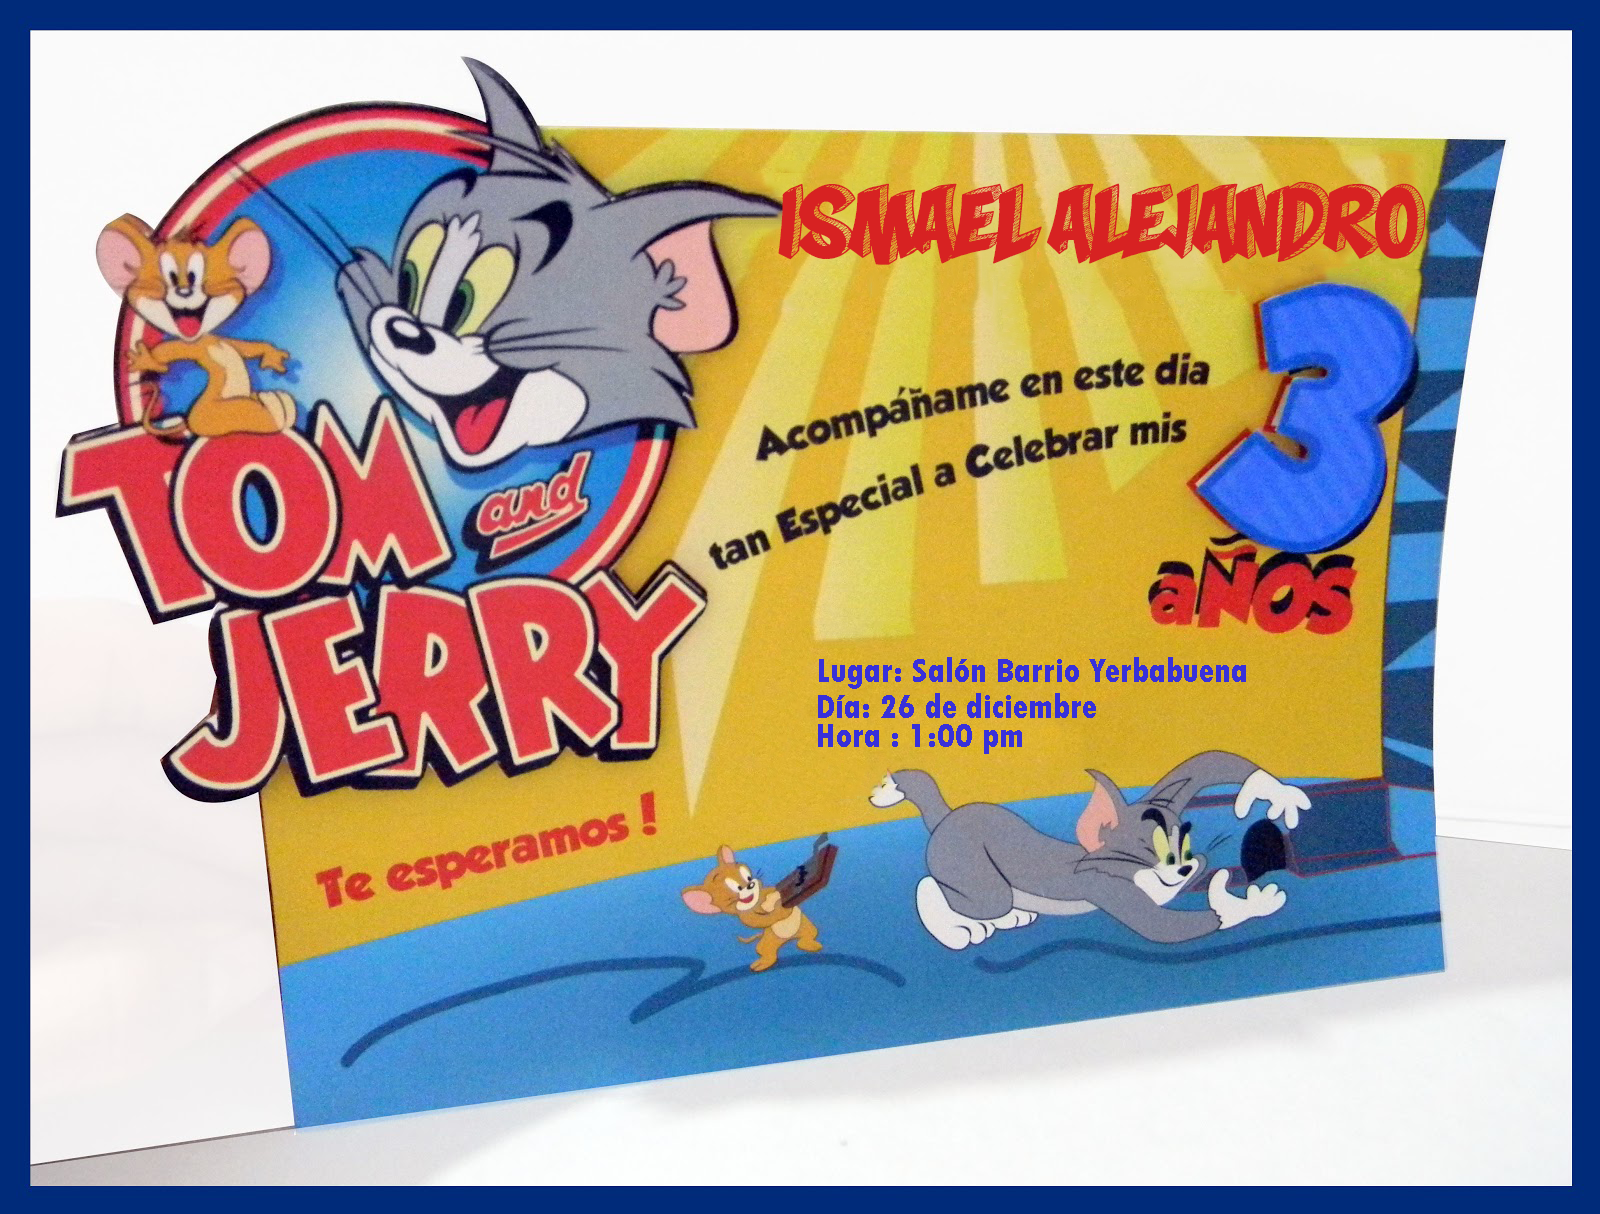 ISMAEL ALEJANDRO
TOM and
JERRY
Acompáñame en este dia
tan Especial a Celebrar mis
3
aÑOS
Lugar: Salón Barrio Yerbabuena
Día: 26 de diciembre
Hora : 1:00 pm
Te esperamos !